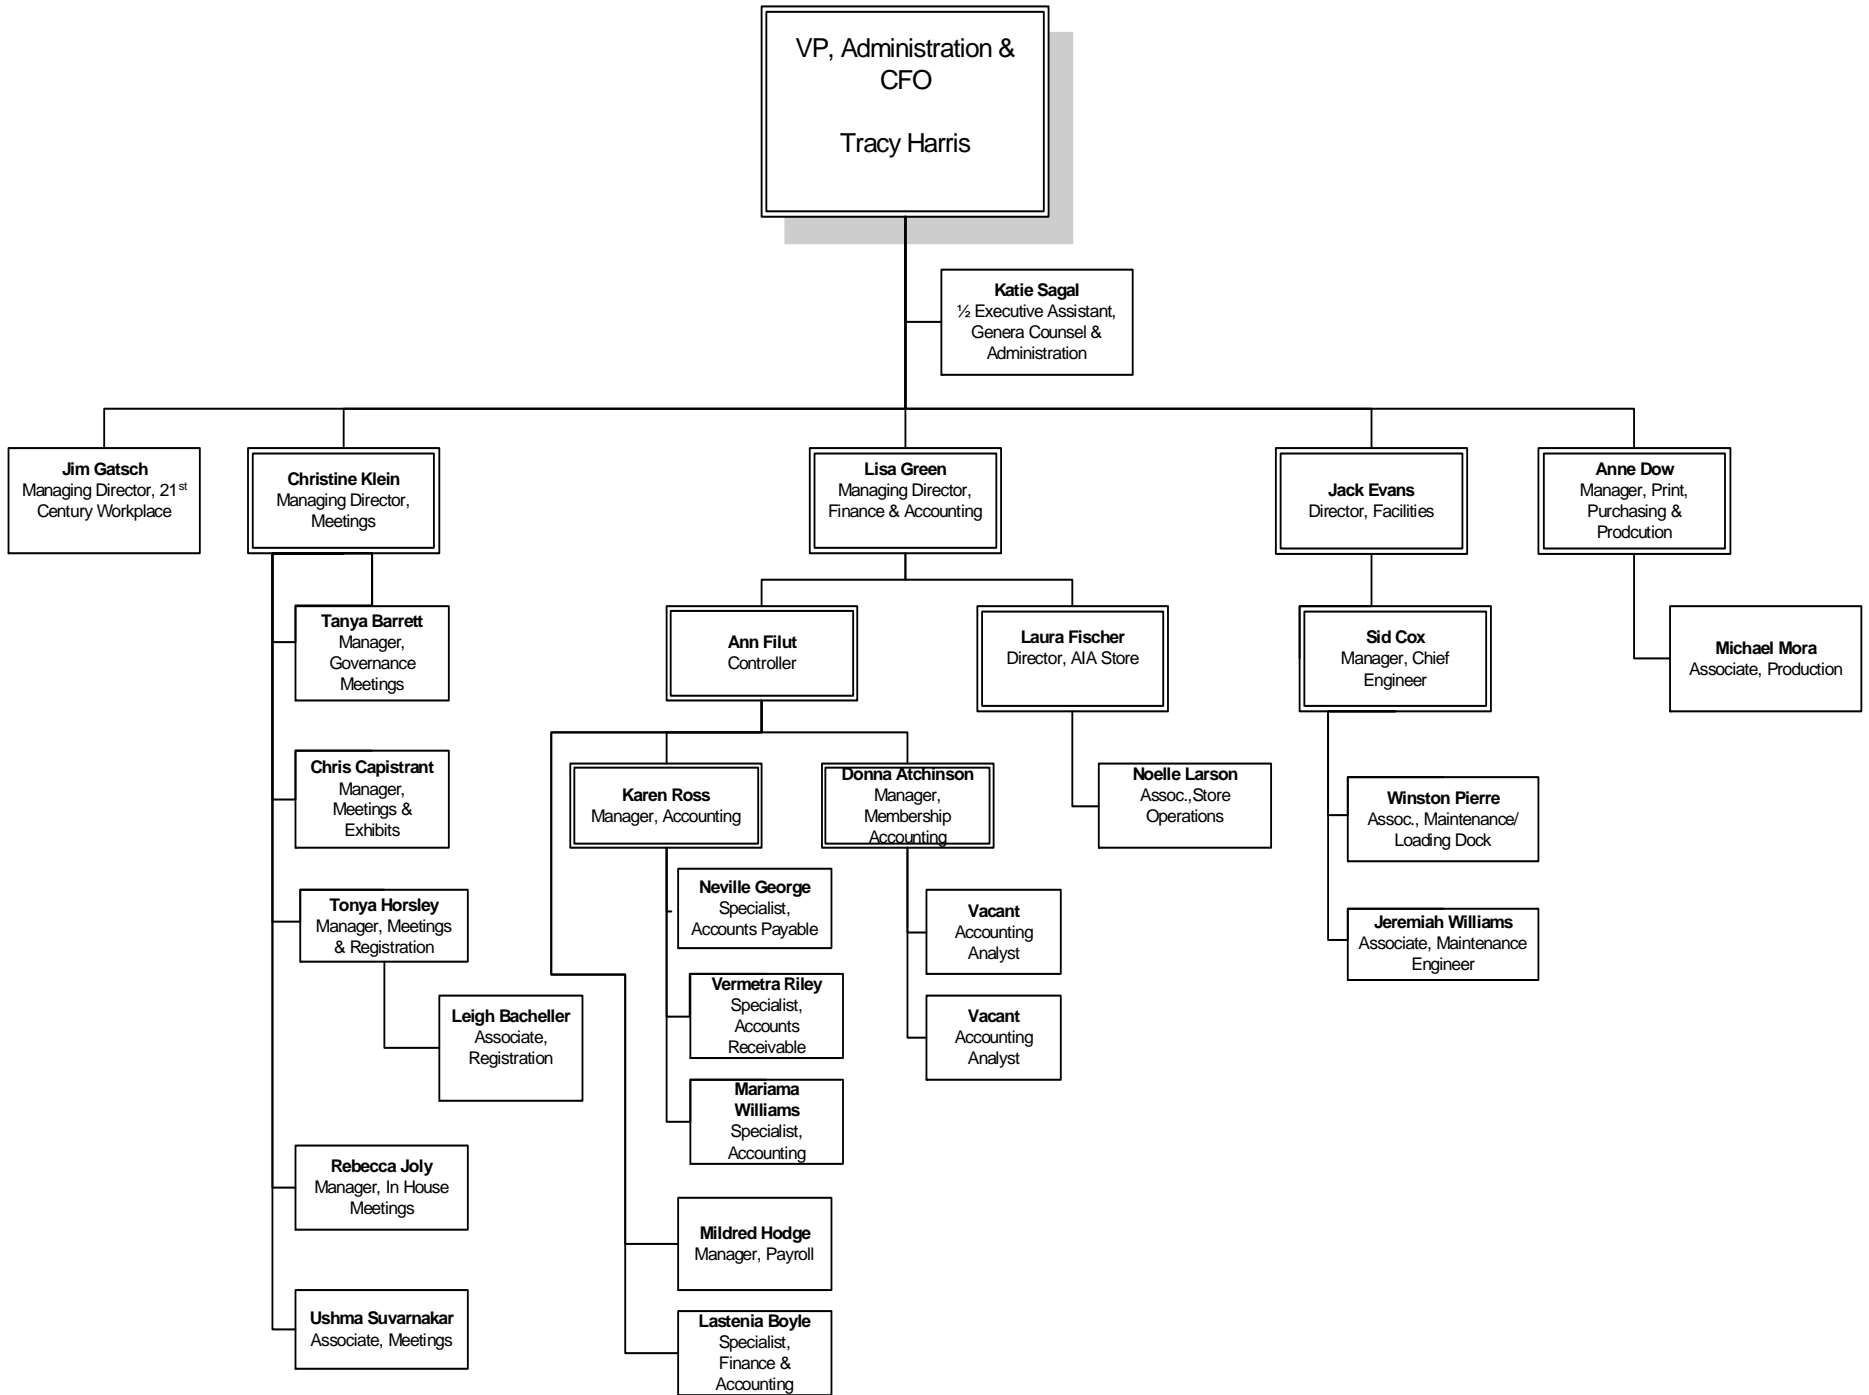 VP, Administration &
CFO
Tracy Harris
Katie Sagal
½ Executive Assistant,
Genera Counsel &
Administration
Jim Gatsch
Managing Director, 21st
Century Workplace
Christine Klein
Managing Director,
Meetings
Lisa Green
Managing Director,
Finance & Accounting
Jack Evans
Director, Facilities
Anne Dow
Manager, Print,
Purchasing &
Prodcution
Tanya Barrett
Manager,
Governance
Meetings
Ann Filut
Controller
Laura Fischer
Director, AIA Store
Sid Cox
Manager, Chief
Engineer
Michael Mora
Associate, Production
Chris Capistrant
Manager,
Meetings &
Exhibits
Karen Ross
Manager, Accounting
Donna Atchinson
Manager,
Membership
Accounting
Noelle Larson
Assoc.,Store
Operations
Winston Pierre
Assoc., Maintenance/
Loading Dock
Tonya Horsley
Manager, Meetings
& Registration
Neville George
Specialist,
Accounts Payable
Vacant
Accounting
Analyst
Jeremiah Williams
Associate, Maintenance
Engineer
Leigh Bacheller
Associate,
Registration
Vermetra Riley
Specialist,
Accounts
Receivable
Vacant
Accounting
Analyst
Mariama
Williams
Specialist,
Accounting
Rebecca Joly
Manager, In House
Meetings
Mildred Hodge
Manager, Payroll
Ushma Suvarnakar
Associate, Meetings
Lastenia Boyle
Specialist,
Finance &
Accounting